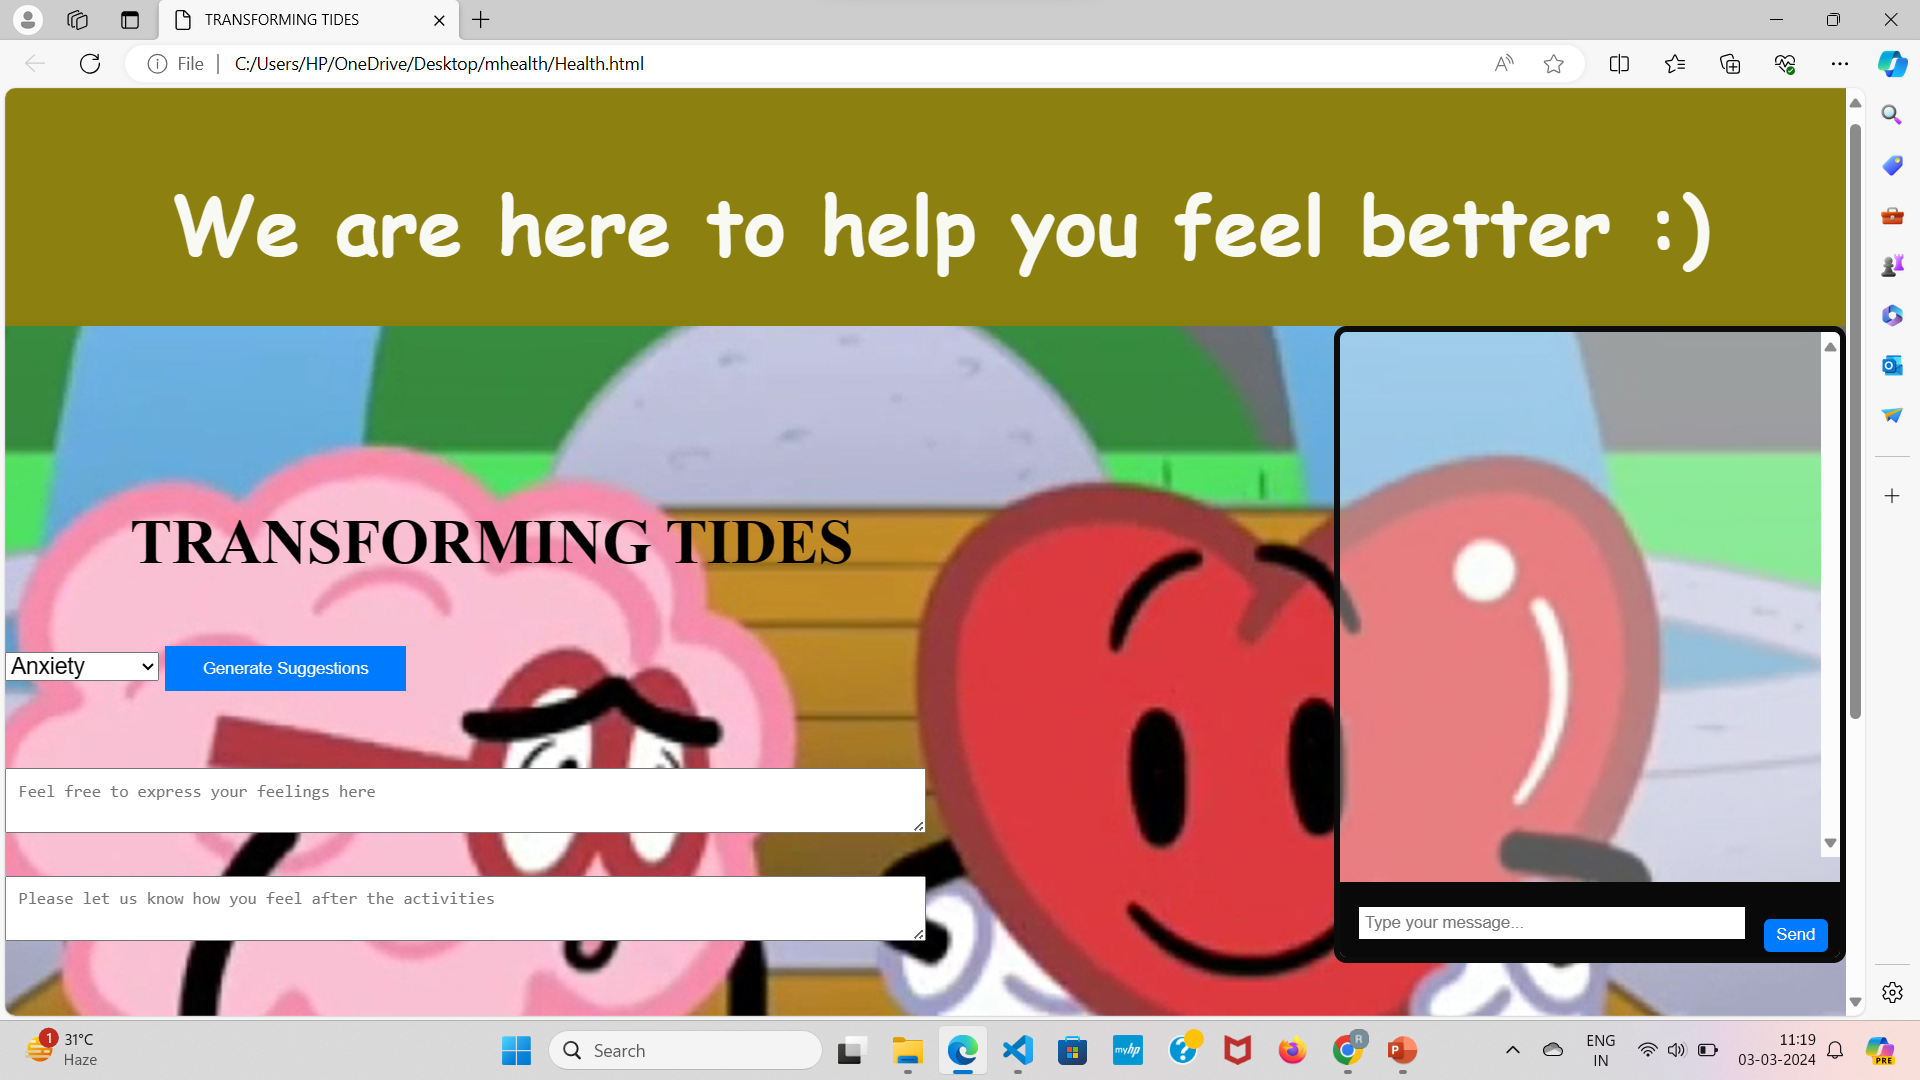 TRANSFORMING TIDES
File
C:/Users/HP/OneDrive/Desktop/mhealth/Health.html
We are here to help you feel better :)
TRANSFORMING TIDES
Anxiety
Generate Suggestions
Feel free to express your feelings here
Please let us know how you feel after the activities
Type your message...
Send
1
31°C
Haze
Search
myhp
R
P
ENG
IN
11:19
03-03-2024
PRE